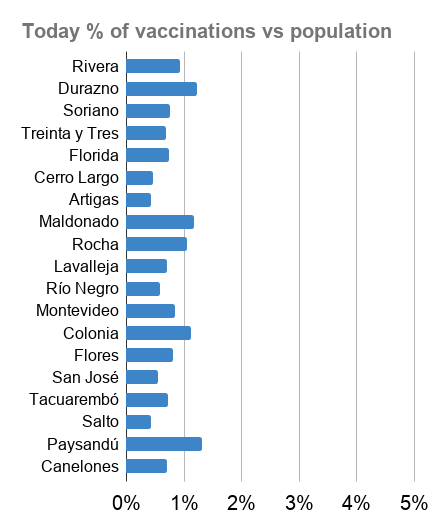 Today % of vaccinations vs population
Rivera
Durazno
Soriano
Treinta y Tres
Florida
Cerro Largo
Artigas
Maldonado
Rocha
Lavalleja
Río Negro
Montevideo
Colonia
Flores
San José
Tacuarembó
Salto
Paysandú
Canelones
0% 1% 2% 3% 4% 5%